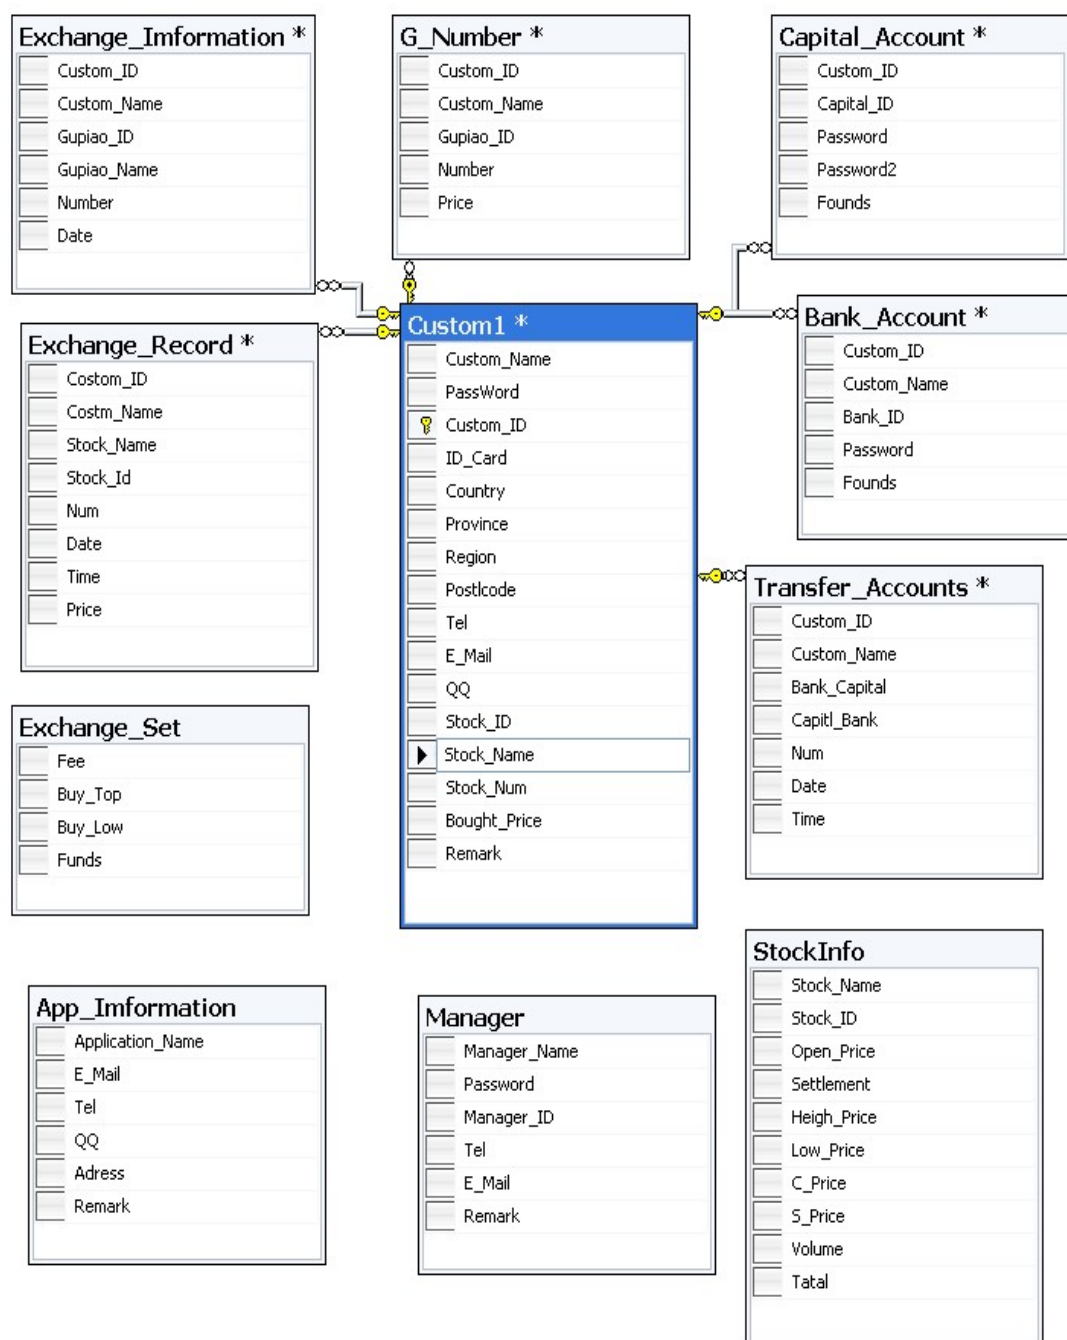 Exchange_Imformation *
Custom_ID
Custom_Name
Gupiao_ID
Gupiao_Name
Number
Date
G_Number *
Custom_ID
Custom_Name
Gupiao_ID
Number
Price
Capital_Account *
Custom_ID
Capital_ID
Password
Password2
Founds
Exchange_Record *
Costom_ID
Costm_Name
Stock_Name
Stock_Id
Num
Date
Time
Price
Custom1 *
Custom_Name
PassWord
Custom_ID
ID_Card
Country
Province
Region
Postlcode
Tel
E_Mail
QQ
Stock_ID
Stock_Name
Stock_Num
Bought_Price
Remark
Bank_Account *
Custom_ID
Custom_Name
Bank_ID
Password
Founds
Transfer_Accounts *
Custom_ID
Custom_Name
Bank_Capital
Capitl_Bank
Num
Date
Time
Exchange_Set
Fee
Buy_Top
Buy_Low
Funds
App_Imformation
Application_Name
E_Mail
Tel
QQ
Adress
Remark
Manager
Manager_Name
Password
Manager_ID
Tel
E_Mail
Remark
StockInfo
Stock_Name
Stock_ID
Open_Price
Settlement
Heigh_Price
Low_Price
C_Price
S_Price
Volume
Tatal